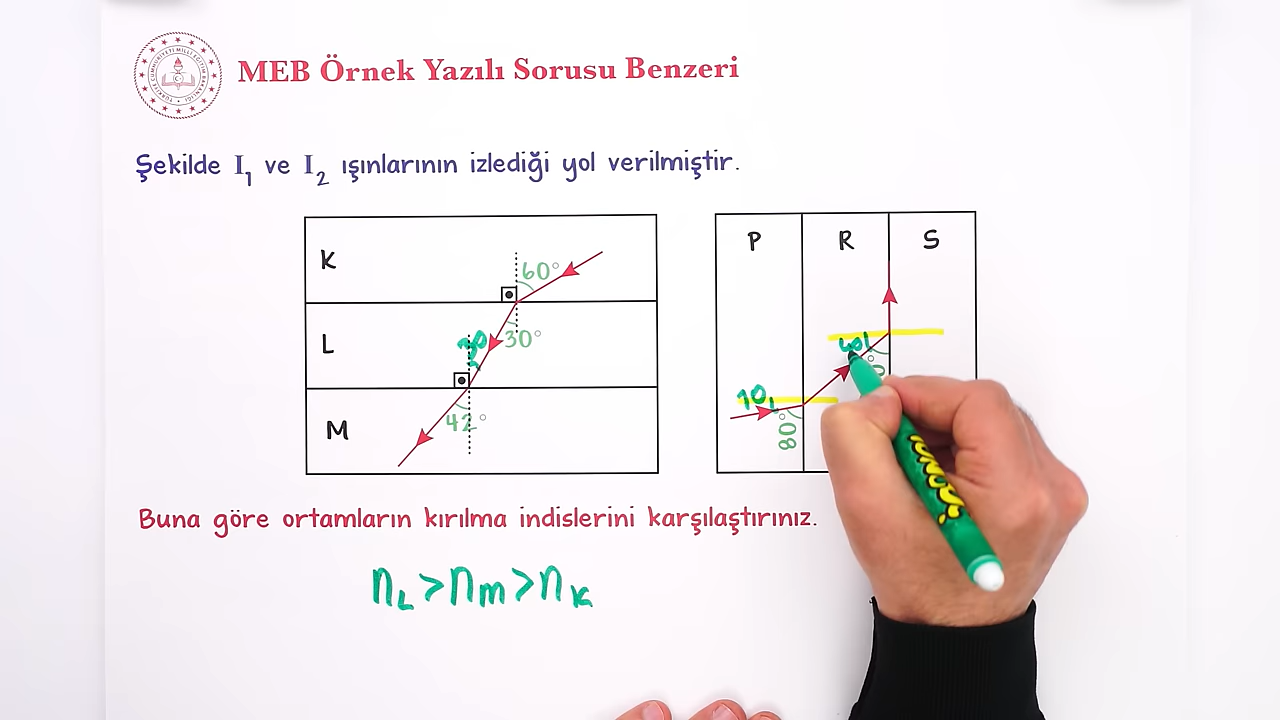 MEB Örnek Yazılı Sorusu Benzeri
Şekilde I1 ve I2 ışınlarının izlediği yol verilmiştir.
K
60°
L
30
30°
M
42°
P
R
S
10
80°
Buna göre ortamların kırılma indislerini karşılaştırınız.
nL > nM > nK